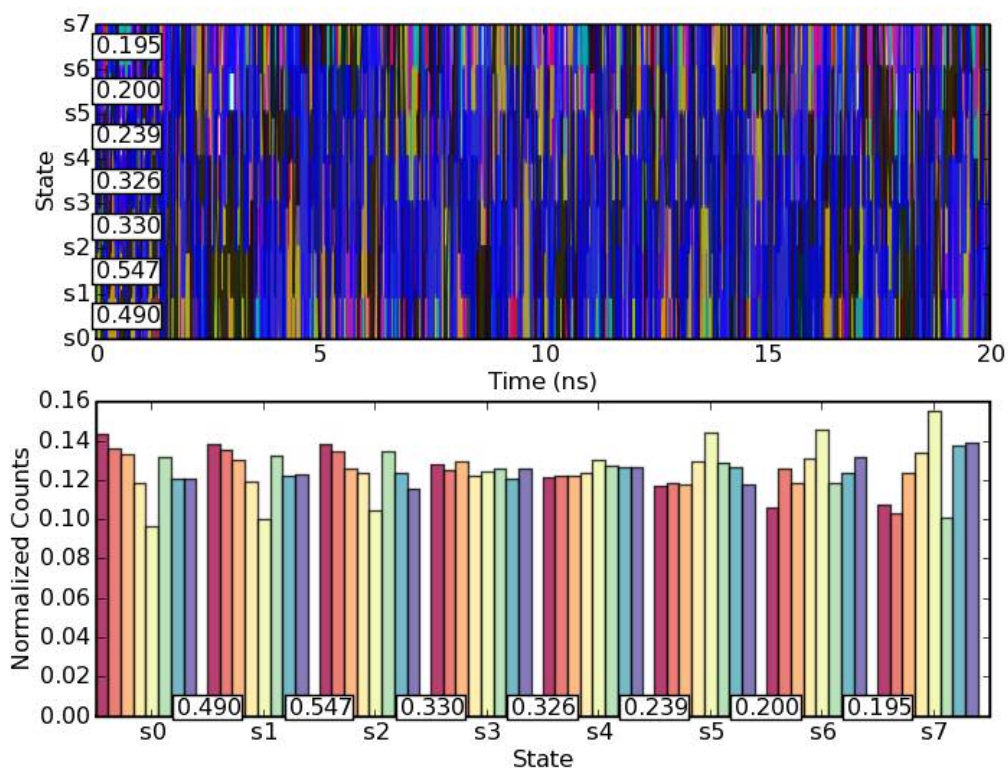 s7
0.195
s6
0.200
s5
0.239
s4
0.326
s3
0.330
s2
0.547
s1
0.490
s0
State
0 5 10 15 20
Time (ns)
0.16
0.14
0.12
0.10
0.08
0.06
0.04
0.02
0.00
Normalized Counts
0.490 0.547 0.330 0.326 0.239 0.200 0.195
s0 s1 s2 s3 s4 s5 s6 s7
State